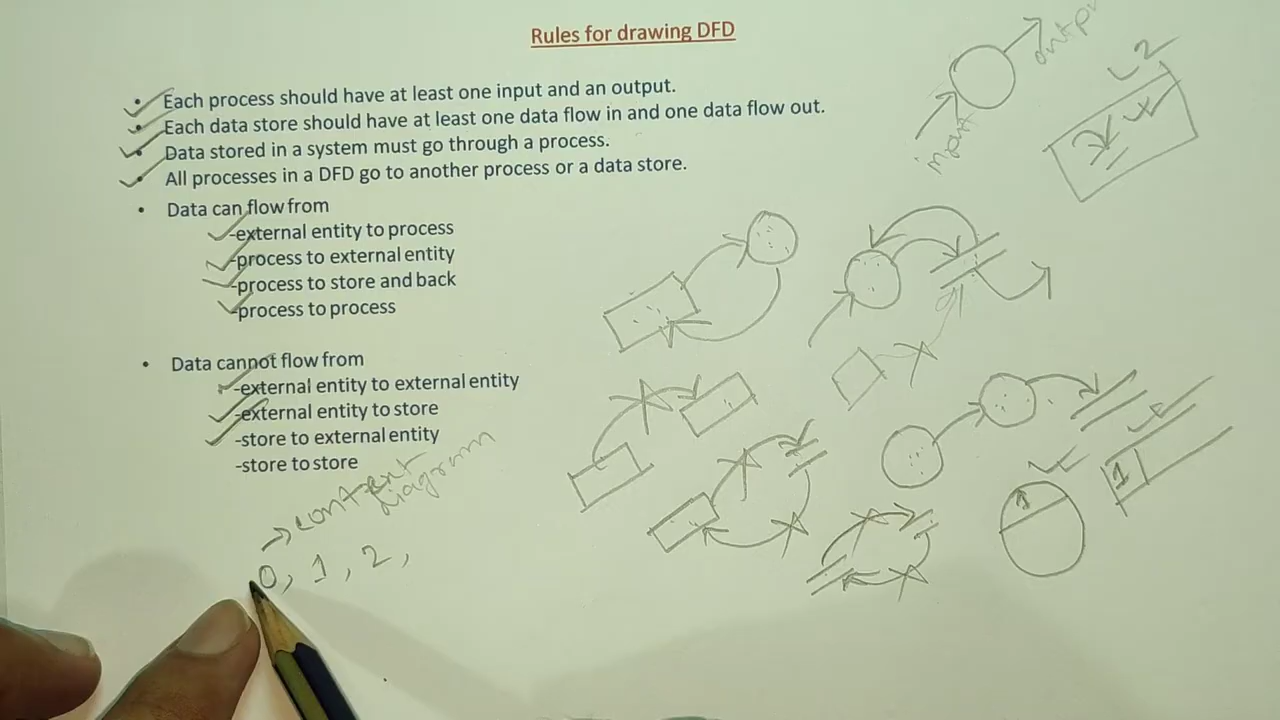 Rules for drawing DFD
• Each process should have at least one input and an output.
• Each data store should have at least one data flow in and one data flow out.
• Data stored in a system must go through a process.
• All processes in a DFD go to another process or a data store.
• Data can flow from
-external entity to process
-process to external entity
-process to store and back
-process to process
• Data cannot flow from
-external entity to external entity
-external entity to store
-store to external entity
-store to store
→ context
diagram
0, 1, 2,
input
outp
2
1
1